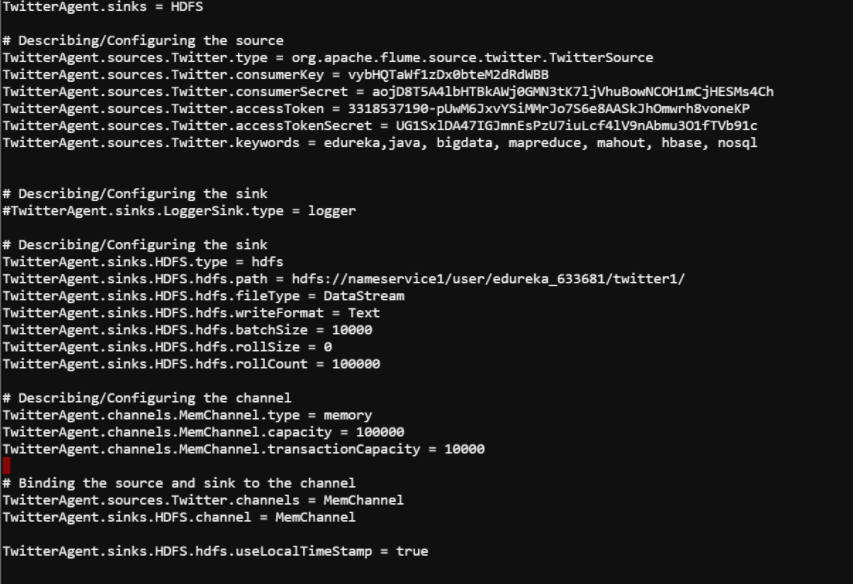 TwitterAgent.sinks = HDFS
# Describing/Configuring the source
TwitterAgent.sources.Twitter.type = org.apache.flume.source.twitter.TwitterSource
TwitterAgent.sources.Twitter.consumerKey = vybHQTaWf1zDx0bteM2dRdWBB
TwitterAgent.sources.Twitter.consumerSecret = aojD8T5A4lbHTBkAWj0GMN3tK7ljVhuBowNCOH1mCjHESMs4Ch
TwitterAgent.sources.Twitter.accessToken = 3318537190-pUwM6JxvYSiMMrJo7S6e8AASkJhOmwrh8voneKP
TwitterAgent.sources.Twitter.accessTokenSecret = UG1SxlDA47IGJmnEsPzU7iuLcf4lV9nAbmu3O1fTVb91c
TwitterAgent.sources.Twitter.keywords = edureka,java, bigdata, mapreduce, mahout, hbase, nosql
# Describing/Configuring the sink
#TwitterAgent.sinks.LoggerSink.type = logger
# Describing/Configuring the sink
TwitterAgent.sinks.HDFS.type = hdfs
TwitterAgent.sinks.HDFS.hdfs.path = hdfs://nameservice1/user/edureka_633681/twitter1/
TwitterAgent.sinks.HDFS.hdfs.fileType = DataStream
TwitterAgent.sinks.HDFS.hdfs.writeFormat = Text
TwitterAgent.sinks.HDFS.hdfs.batchSize = 10000
TwitterAgent.sinks.HDFS.hdfs.rollSize = 0
TwitterAgent.sinks.HDFS.hdfs.rollCount = 100000
# Describing/Configuring the channel
TwitterAgent.channels.MemChannel.type = memory
TwitterAgent.channels.MemChannel.capacity = 100000
TwitterAgent.channels.MemChannel.transactionCapacity = 10000
# Binding the source and sink to the channel
TwitterAgent.sources.Twitter.channels = MemChannel
TwitterAgent.sinks.HDFS.channel = MemChannel
TwitterAgent.sinks.HDFS.hdfs.useLocalTimeStamp = true